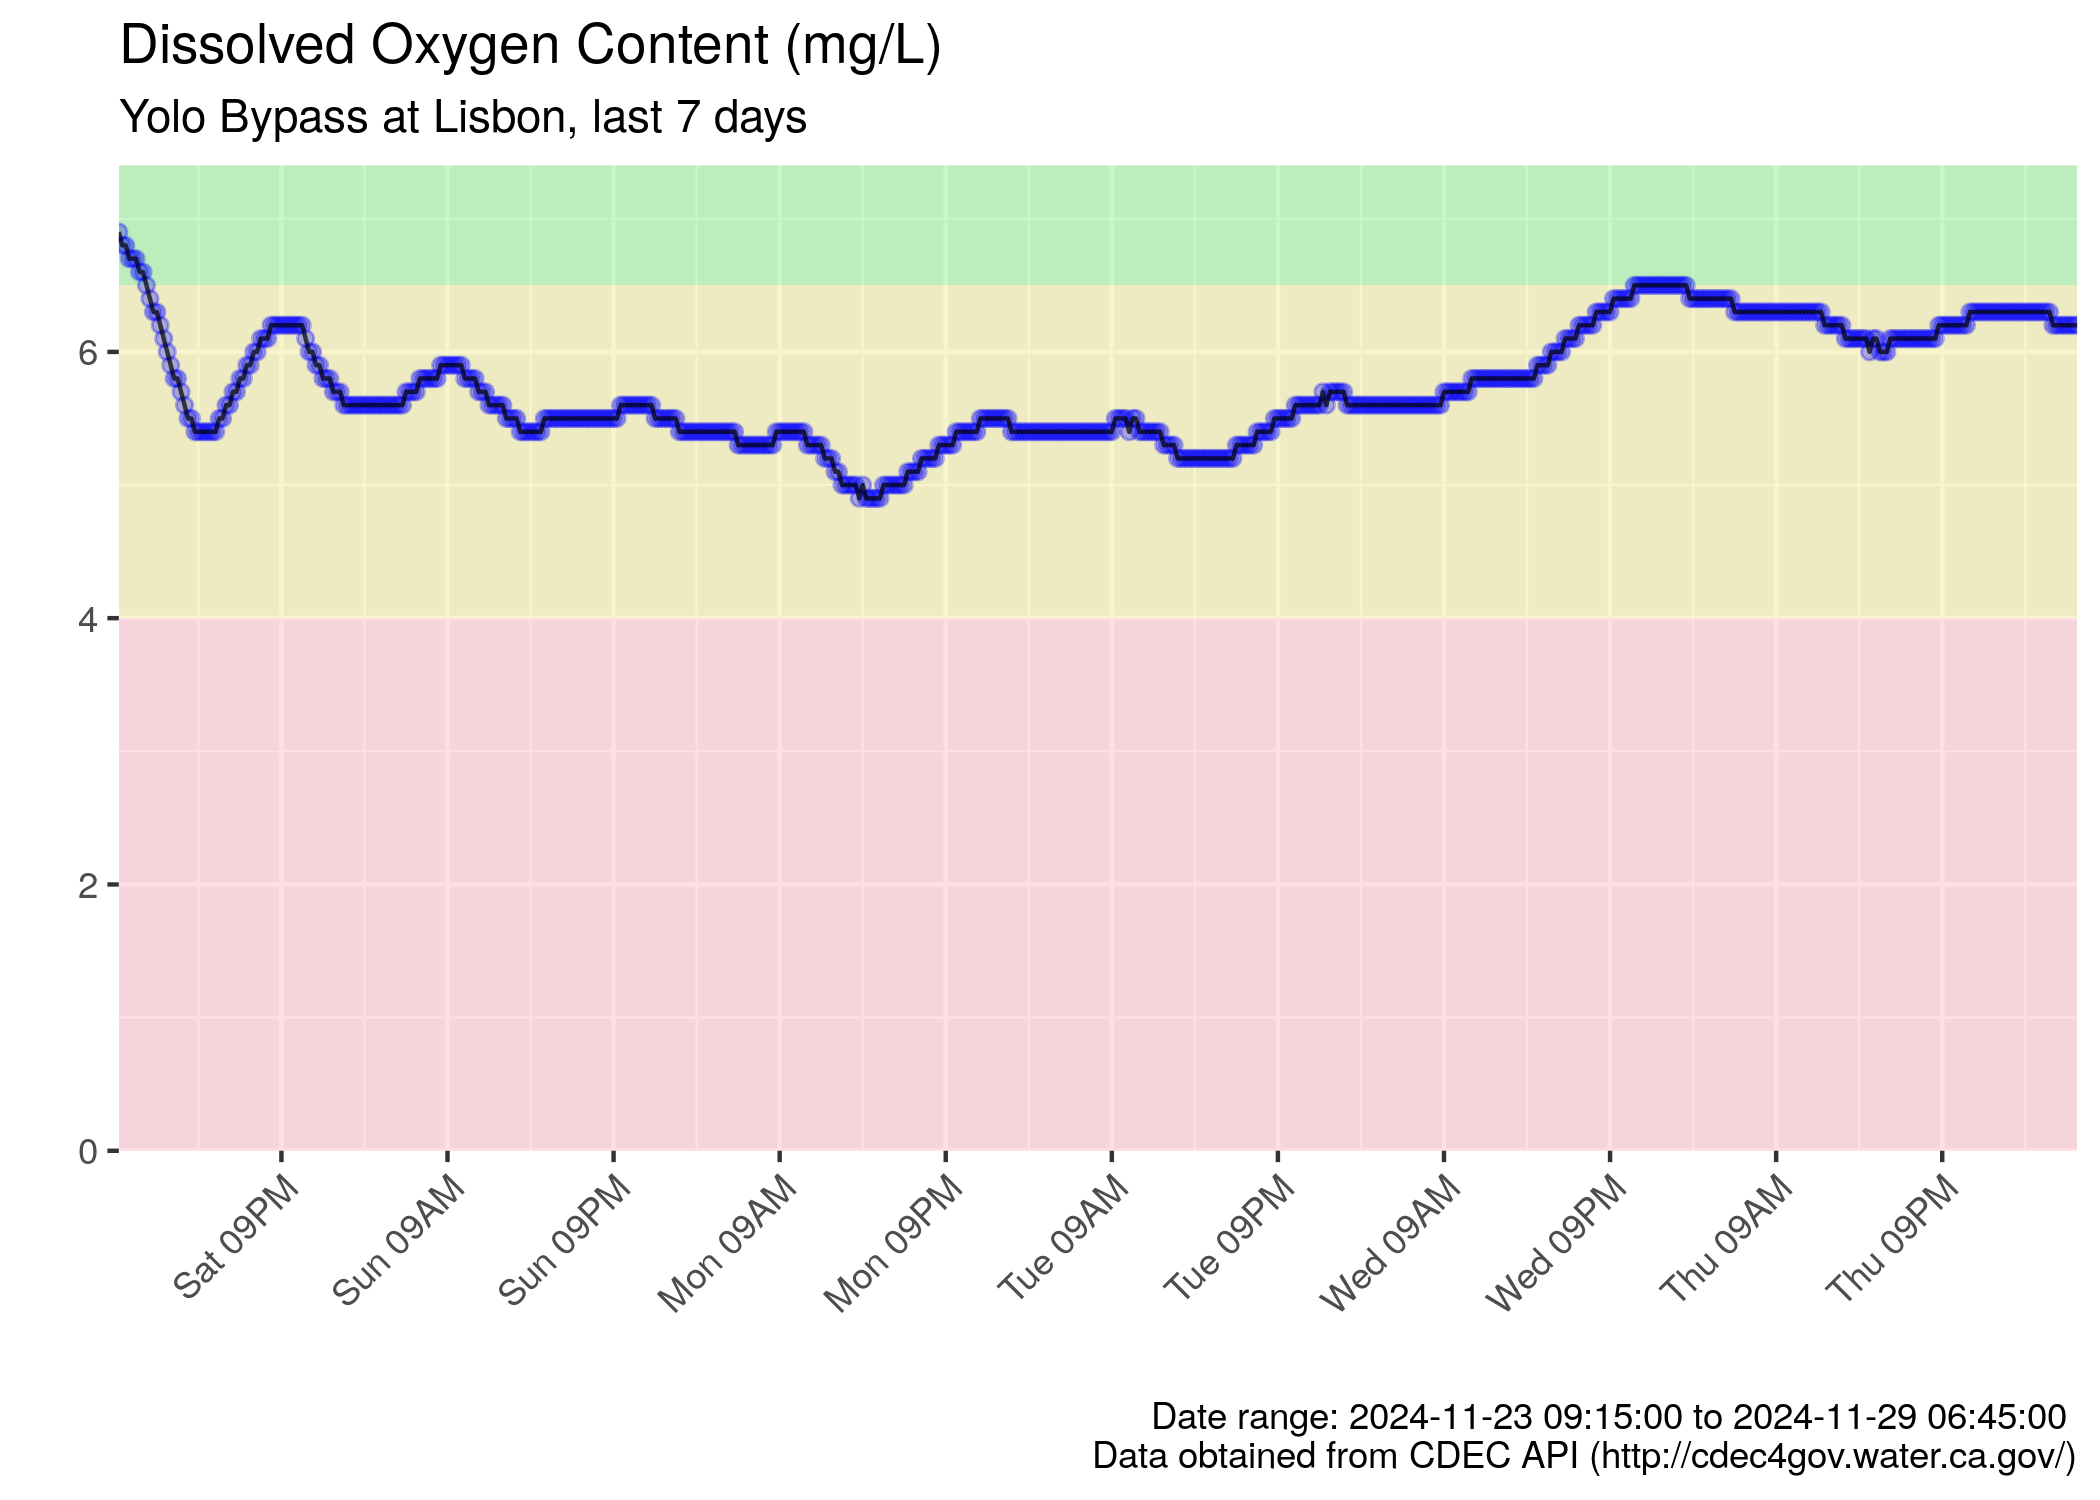 Dissolved Oxygen Content (mg/L)
Yolo Bypass at Lisbon, last 7 days
6
4
2
0
Sat 09PM
Sun 09AM
Sun 09PM
Mon 09AM
Mon 09PM
Tue 09AM
Tue 09PM
Wed 09AM
Wed 09PM
Thu 09AM
Thu 09PM
Date range: 2024-11-23 09:15:00 to 2024-11-29 06:45:00
Data obtained from CDEC API (http://cdec4gov.water.ca.gov/)